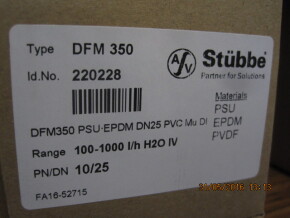 Type DFM 350
ASV Stübbe
Partner for Solutions
Id.No. 220228
Materials
PSU
EPDM
PVDF
DFM350 PSU-EPDM DN25 PVC Mu DI
Range 100-1000 l/h H2O IV
PN/DN 10/25
FA16-52715